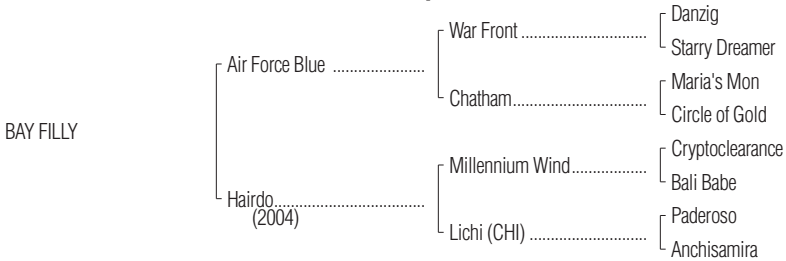 Danzig
War Front ..............................
Starry Dreamer
Air Force Blue ......................
Maria's Mon
Chatham................................
Circle of Gold
BAY FILLY
Cryptoclearance
Millennium Wind..................
Bali Babe
Hairdo....................................
(2004)
Paderoso
Lichi (CHI) ............................
Anchisamira